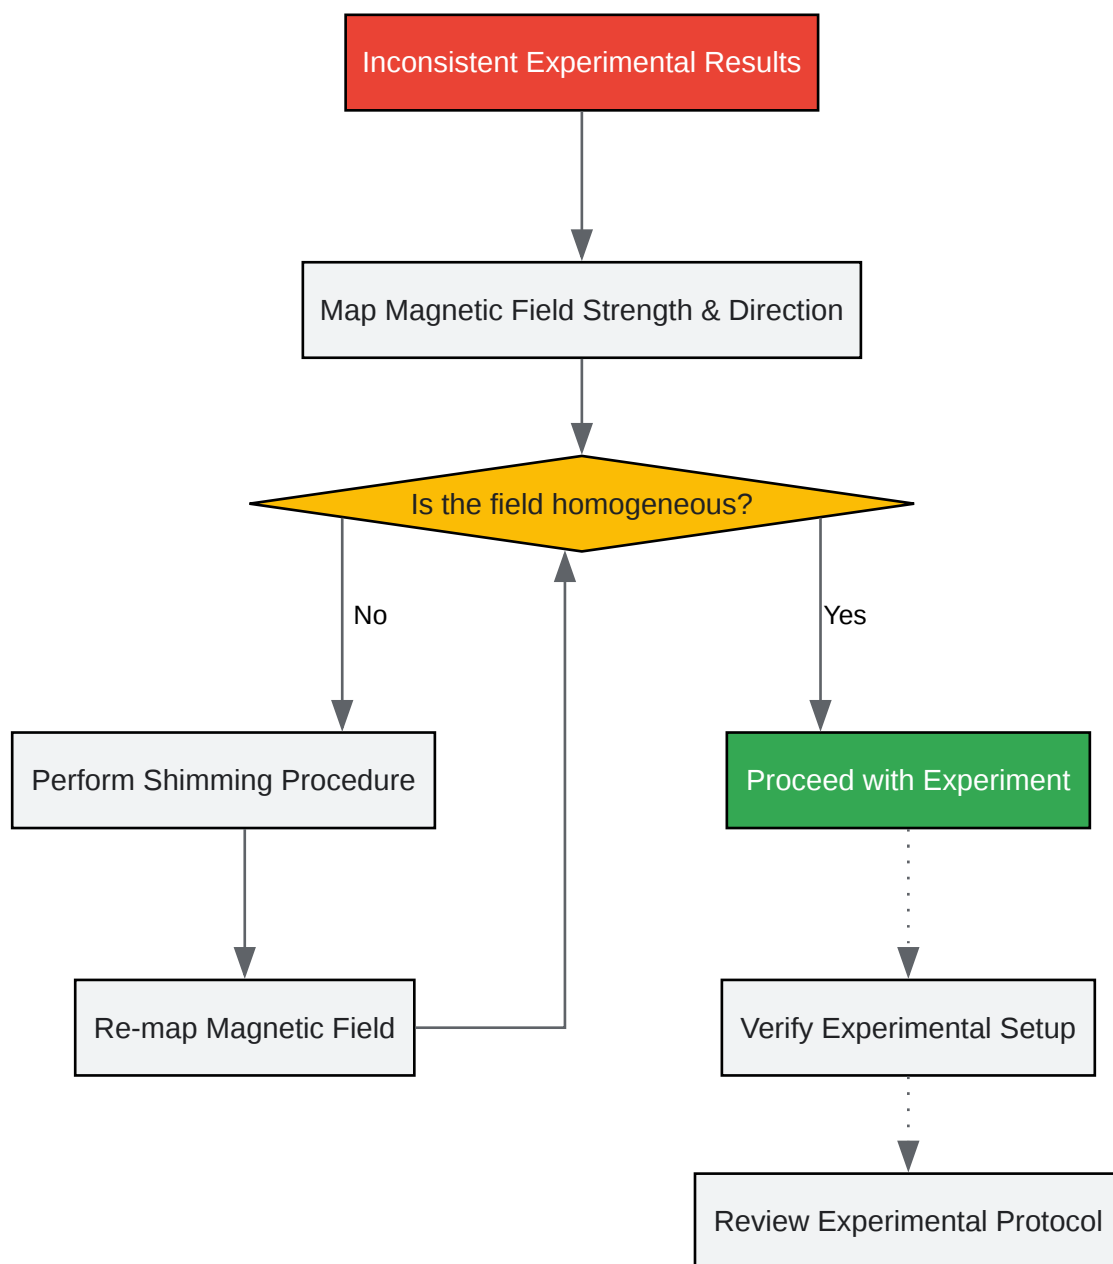 Inconsistent Experimental Results
Map Magnetic Field Strength & Direction
Is the field homogeneous?
No
Yes
Perform Shimming Procedure
Proceed with Experiment
Re-map Magnetic Field
Verify Experimental Setup
Review Experimental Protocol